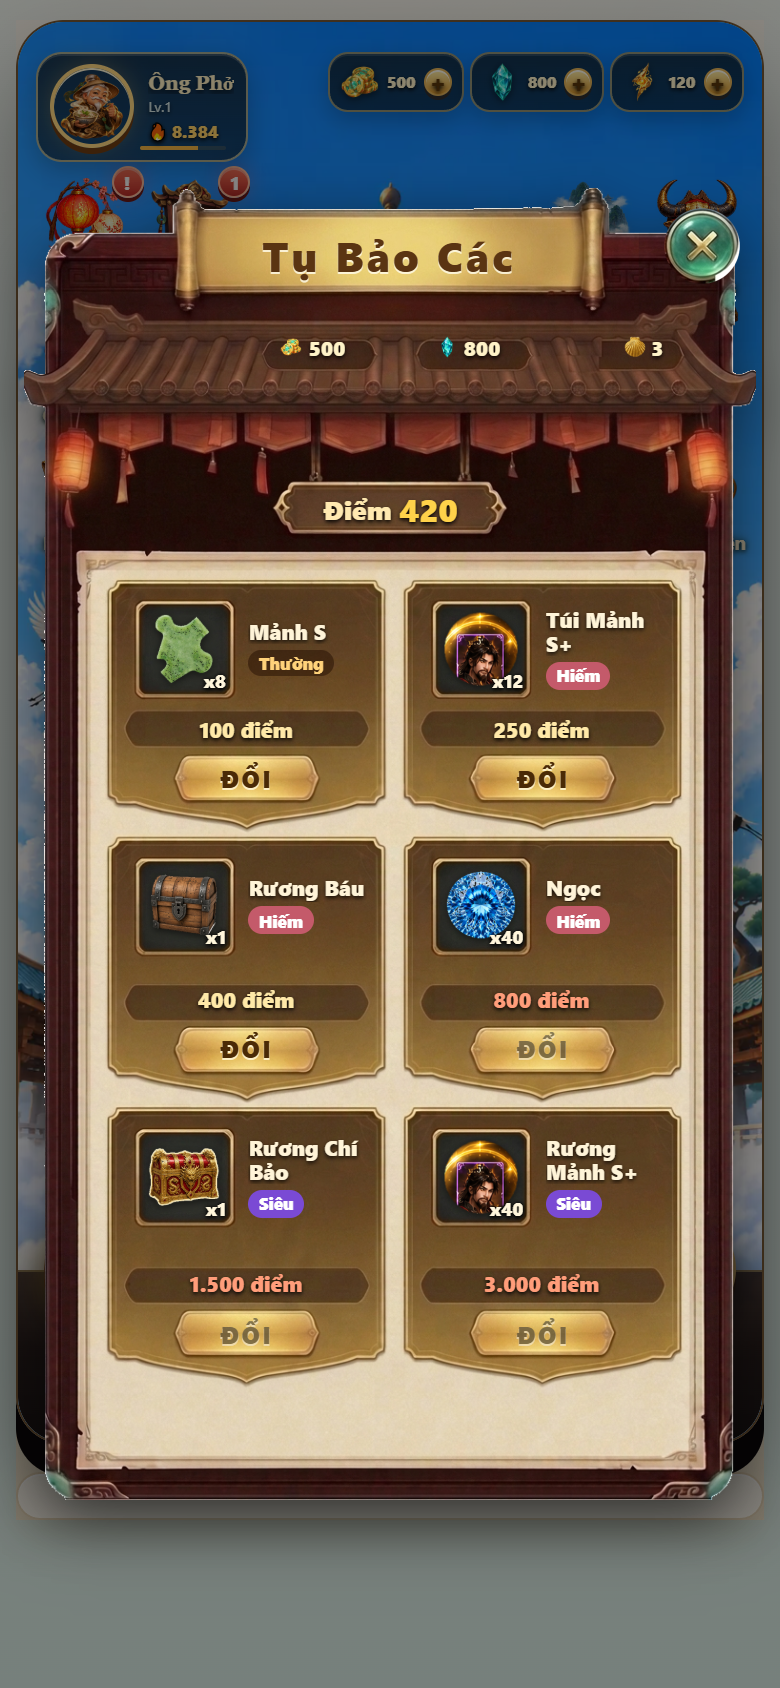 Ông Phở
Lv.1
8.384
500
800
120
!
1
Tụ Bảo Các
500
800
3
Điểm 420
Mảnh S
Thường
x8
100 điểm
ĐỔI
Túi Mảnh
S+
Hiếm
x12
250 điểm
ĐỔI
Rương Báu
Hiếm
x1
400 điểm
ĐỔI
Ngọc
Hiếm
x40
800 điểm
ĐỔI
Rương Chí
Bảo
Siêu
x1
1.500 điểm
ĐỔI
Rương
Mảnh S+
Siêu
x40
3.000 điểm
ĐỔI